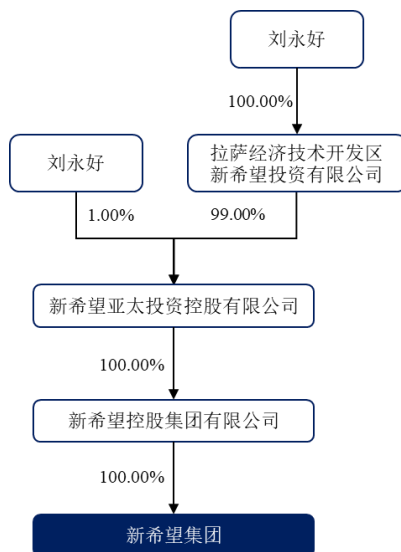 刘永好
100.00%
刘永好
拉萨经济技术开发区
新希望投资有限公司
1.00%
99.00%
新希望亚太投资控股有限公司
100.00%
新希望控股集团有限公司
100.00%
新希望集团